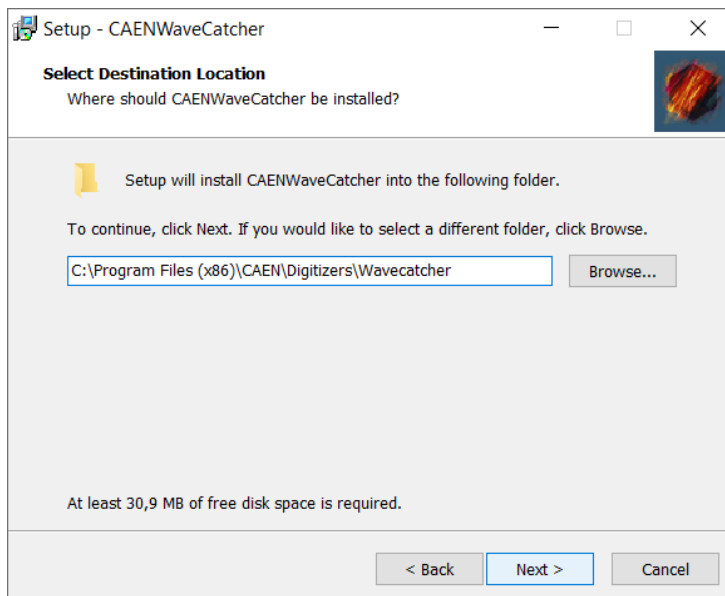 Setup - CAENWaveCatcher
Select Destination Location
Where should CAENWaveCatcher be installed?
Setup will install CAENWaveCatcher into the following folder.
To continue, click Next. If you would like to select a different folder, click Browse.
C:\Program Files (x86)\CAEN\Digitizers\Wavecatcher
Browse...
At least 30,9 MB of free disk space is required.
< Back
Next >
Cancel